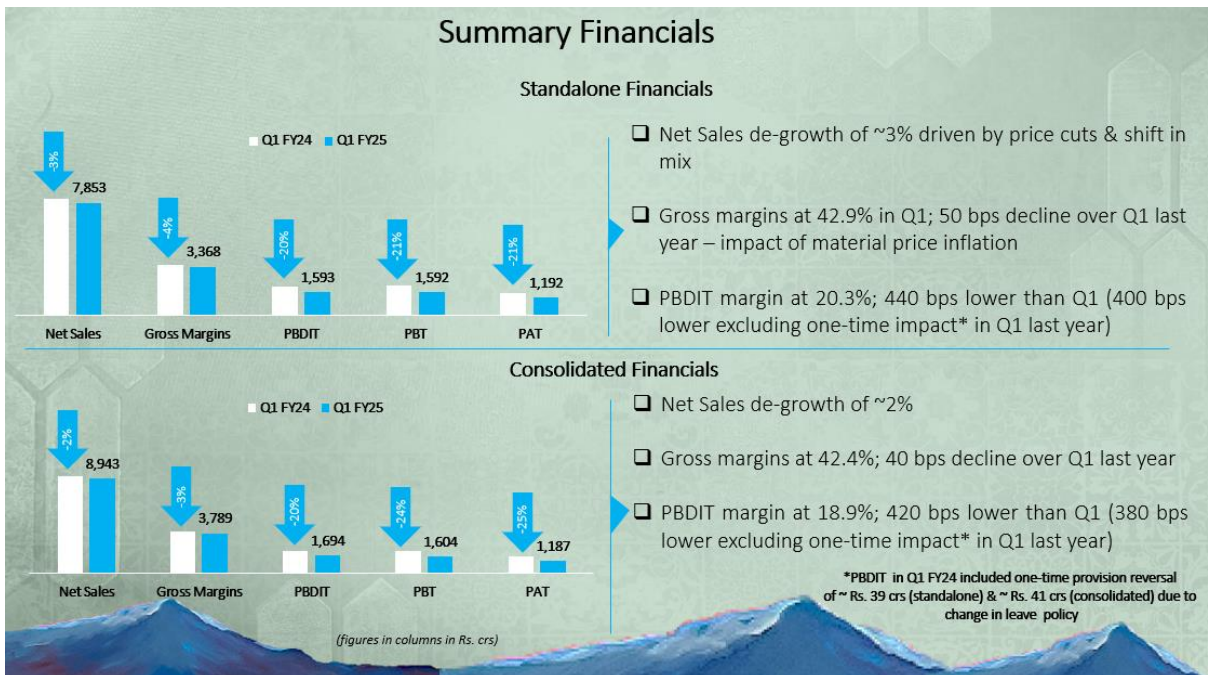 Summary Financials
Standalone Financials
Q1 FY24 Q1 FY25
-3%
7,853
-4%
3,368
-20%
1,593
-21%
1,592
-21%
1,192
Net Sales Gross Margins PBDIT PBT PAT
❑ Net Sales de-growth of ~3% driven by price cuts & shift in
mix
❑ Gross margins at 42.9% in Q1; 50 bps decline over Q1 last
year – impact of material price inflation
❑ PBDIT margin at 20.3%; 440 bps lower than Q1 (400 bps
lower excluding one-time impact* in Q1 last year)
Consolidated Financials
Q1 FY24 Q1 FY25
-2%
8,943
-3%
3,789
-20%
1,694
-24%
1,604
-25%
1,187
Net Sales Gross Margins PBDIT PBT PAT
❑ Net Sales de-growth of ~2%
❑ Gross margins at 42.4%; 40 bps decline over Q1 last year
❑ PBDIT margin at 18.9%; 420 bps lower than Q1 (380 bps
lower excluding one-time impact* in Q1 last year)
*PBDIT in Q1 FY24 included one-time provision reversal
of ~ Rs. 39 crs (standalone) & ~ Rs. 41 crs (consolidated) due to
change in leave policy
(figures in columns in Rs. crs)